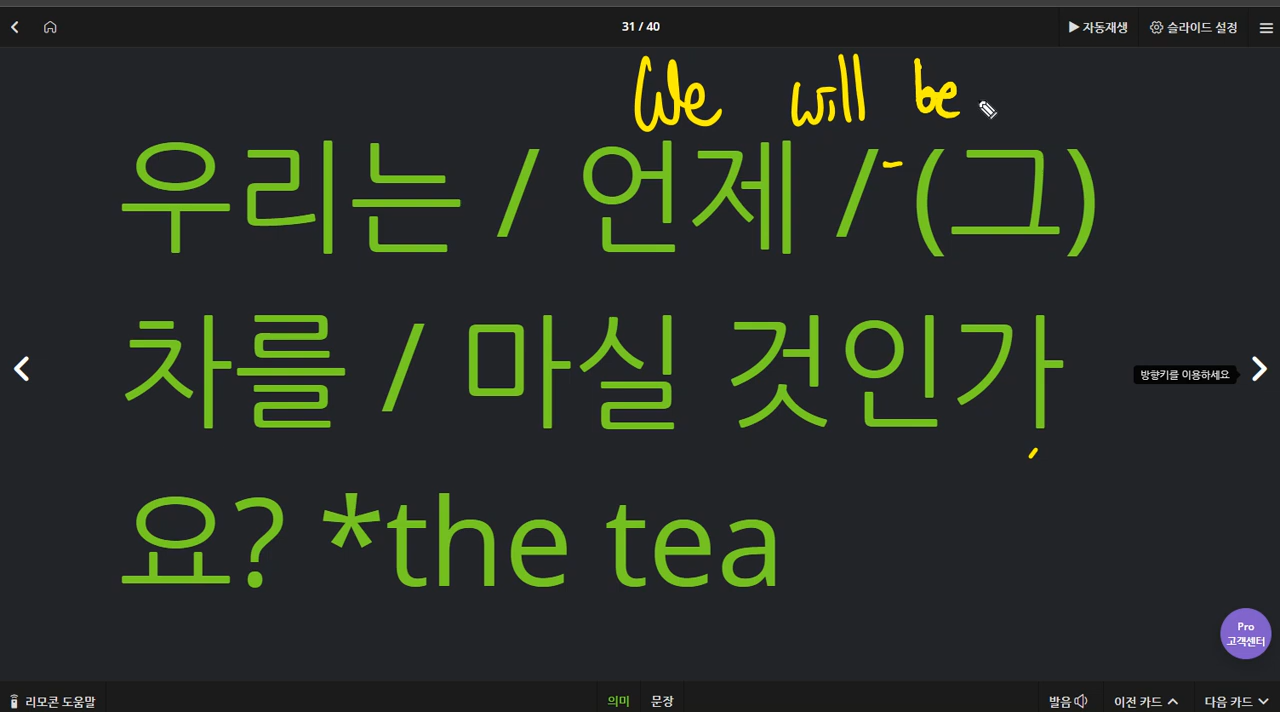 31 / 40
자동재생
슬라이드 설정
We will be
우리는 / 언제 / (그)
차를 / 마실 것인가
방향키를 이용하세요
요? *the tea
Pro
고객센터
리모콘 도움말
의미
문장
발음
이전 카드
다음 카드